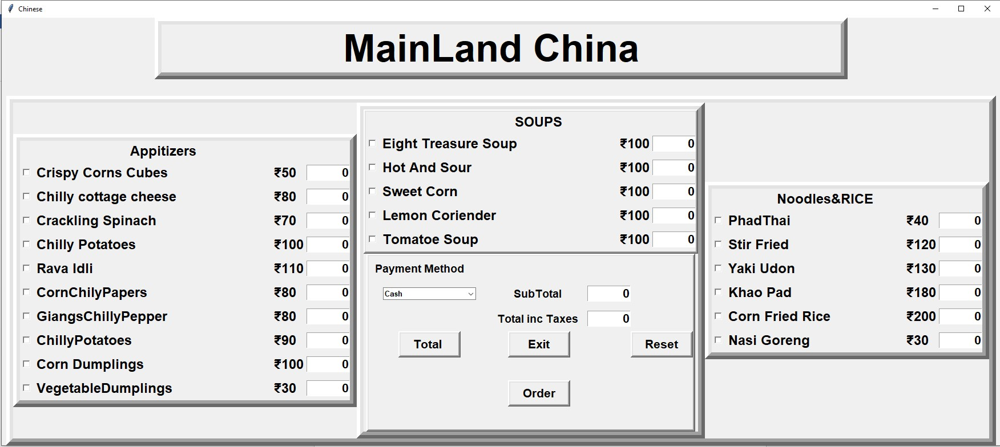 Chinese
MainLand China
Appitizers
Crispy Corns Cubes ₹50 0
Chilly cottage cheese ₹80 0
Crackling Spinach ₹70 0
Chilly Potatoes ₹100 0
Rava Idli ₹110 0
CornChilyPapers ₹80 0
GiangsChillyPepper ₹80 0
ChillyPotatoes ₹90 0
Corn Dumplings ₹100 0
VegetableDumplings ₹30 0
SOUPS
Eight Treasure Soup ₹100 0
Hot And Sour ₹100 0
Sweet Corn ₹100 0
Lemon Coriender ₹100 0
Tomatoe Soup ₹100 0
Payment Method
Cash SubTotal 0
Total inc Taxes 0
Total Exit Reset
Order
Noodles&RICE
PhadThai ₹40 0
Stir Fried ₹120 0
Yaki Udon ₹130 0
Khao Pad ₹180 0
Corn Fried Rice ₹200 0
Nasi Goreng ₹30 0